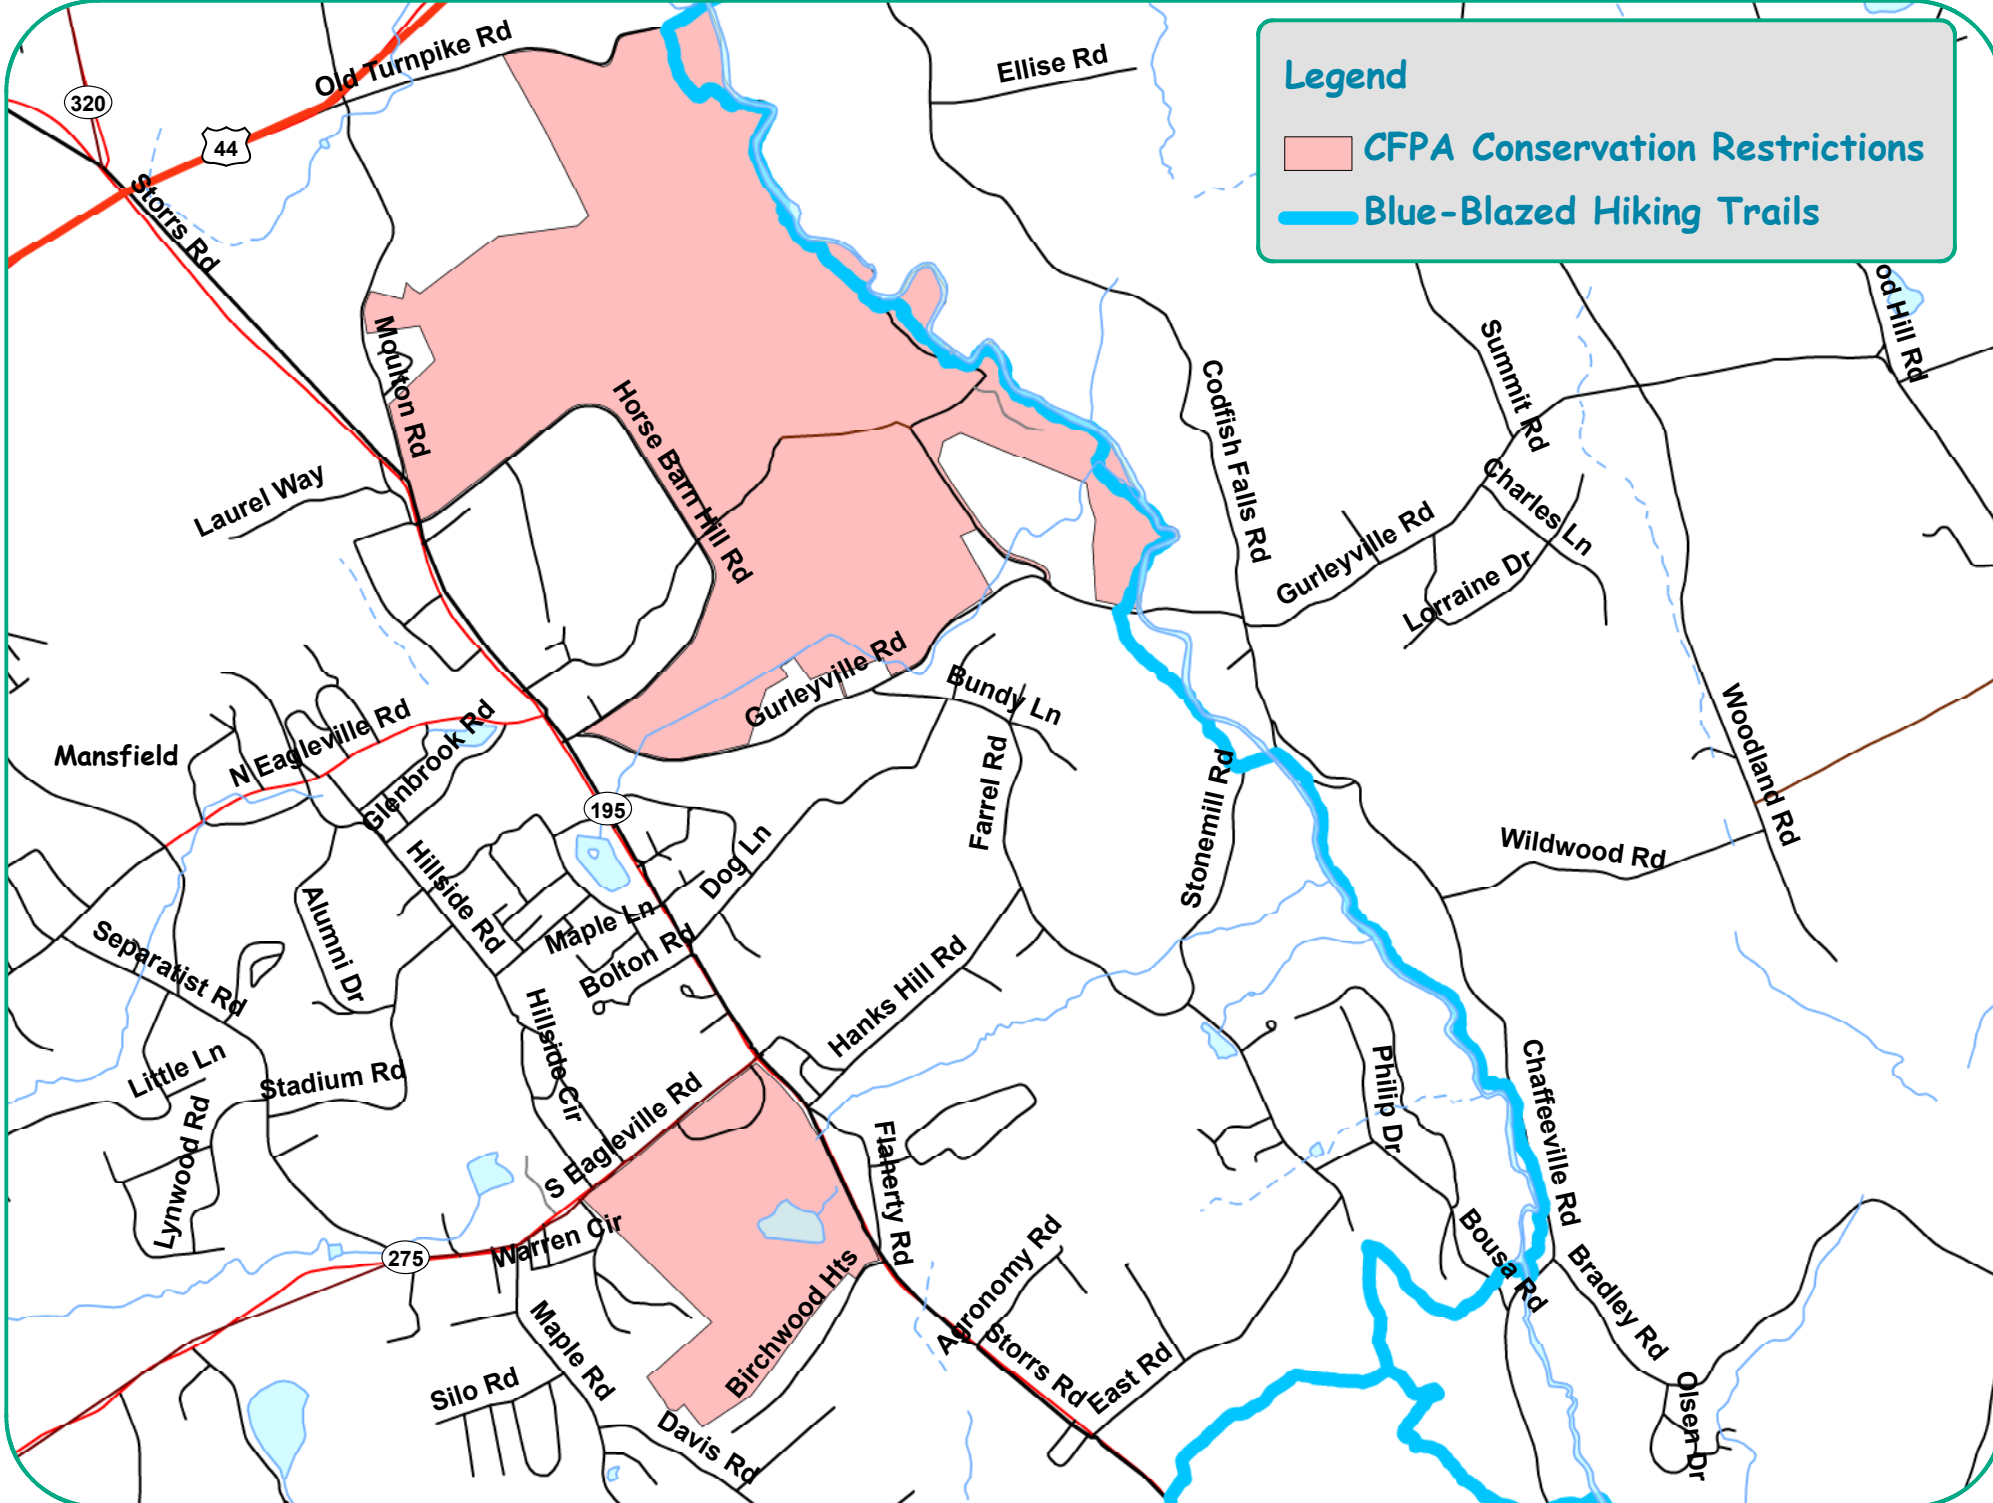 Old Turnpike Rd
Ellise Rd
Legend
CFPA Conservation Restrictions
Blue-Blazed Hiking Trails
320
44
Storrs Rd
Moulton Rd
Horse Barn Hill Rd
Codfish Falls Rd
Summit Rd
od Hill Rd
Laurel Way
Charles Ln
Gurleyville Rd
Lorraine Dr
Gurleyville Rd
Bundy Ln
N Eagleville Rd
Mansfield
Glenbrook Rd
Woodland Rd
195
Farrel Rd
Stonemill Rd
Wildwood Rd
Dog Ln
Hillside Rd
Alumni Dr
Maple Ln
Bolton Rd
Separatist Rd
Hanks Hill Rd
Hillside Cir
Little Ln
Stadium Rd
Philip Dr
Chaffeeville Rd
Lynwood Rd
S Eagleville Rd
Flaherty Rd
275
Warren Cir
Birchwood Hts
Agronomy Rd
Bousa Rd
Bradley Rd
Maple Rd
Storrs Rd
East Rd
Silo Rd
Davis Rd
Olsen Dr